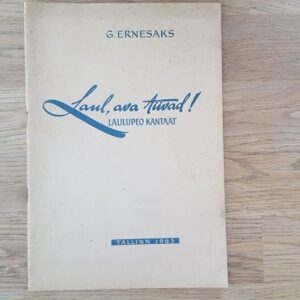 G. ERNESAKS
Laul, ava tiivad!
LAULUPEO KANTAAT
TALLINN 1963